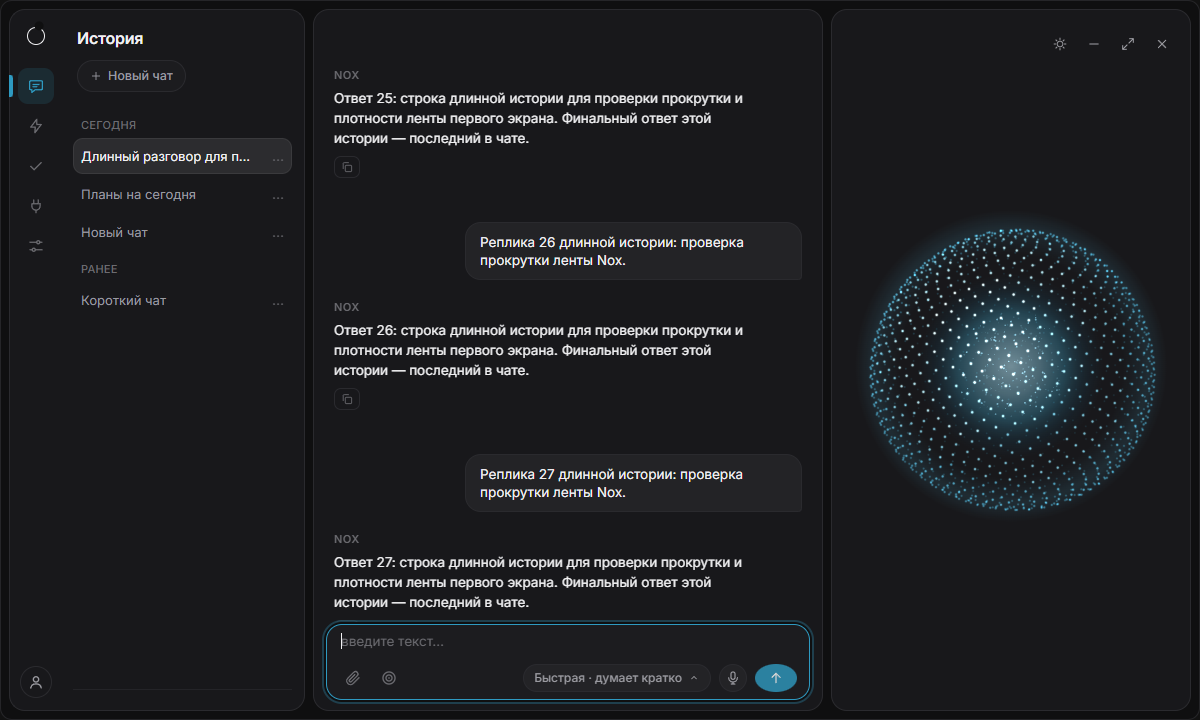 История
+ Новый чат
СЕГОДНЯ
Длинный разговор для п... ...
Планы на сегодня ...
Новый чат ...
РАНЕЕ
Короткий чат ...
NOX
Ответ 25: строка длинной истории для проверки прокрутки и
плотности ленты первого экрана. Финальный ответ этой
истории — последний в чате.
Реплика 26 длинной истории: проверка
прокрутки ленты Nox.
NOX
Ответ 26: строка длинной истории для проверки прокрутки и
плотности ленты первого экрана. Финальный ответ этой
истории — последний в чате.
Реплика 27 длинной истории: проверка
прокрутки ленты Nox.
NOX
Ответ 27: строка длинной истории для проверки прокрутки и
плотности ленты первого экрана. Финальный ответ этой
истории — последний в чате.
введите текст...
Быстрая · думает кратко